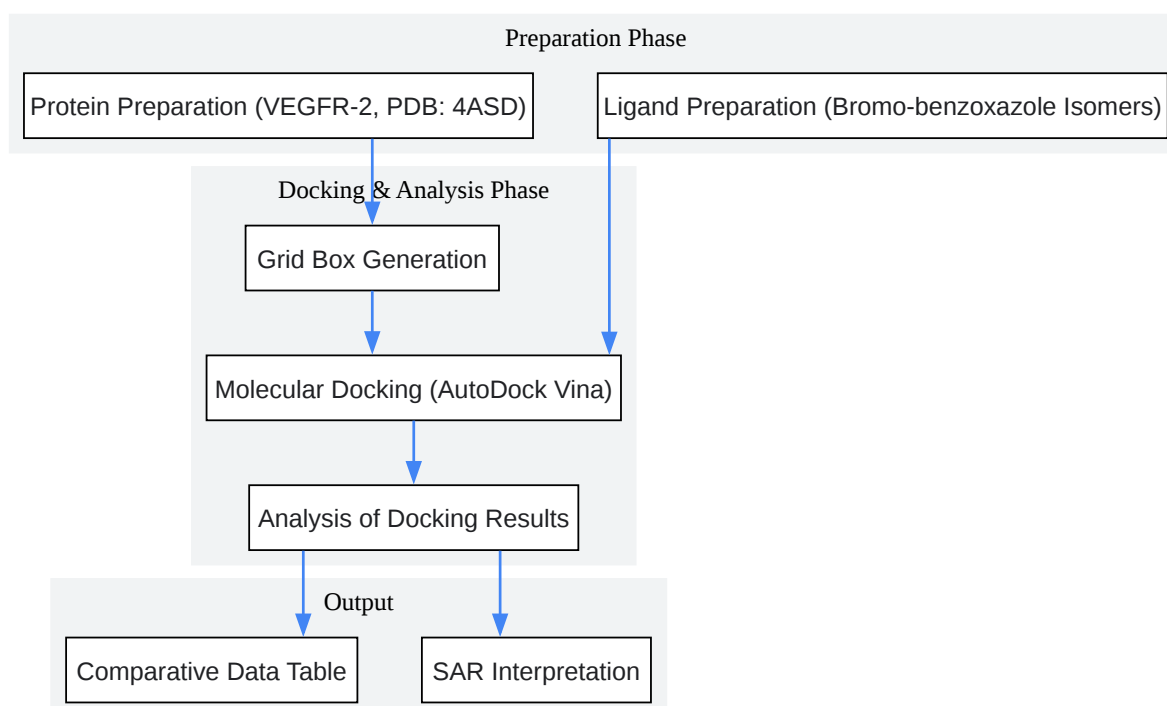 Preparation Phase
Protein Preparation (VEGFR-2, PDB: 4ASD)
Ligand Preparation (Bromo-benzoxazole Isomers)
Docking & Analysis Phase
Grid Box Generation
Molecular Docking (AutoDock Vina)
Analysis of Docking Results
Output
Comparative Data Table
SAR Interpretation